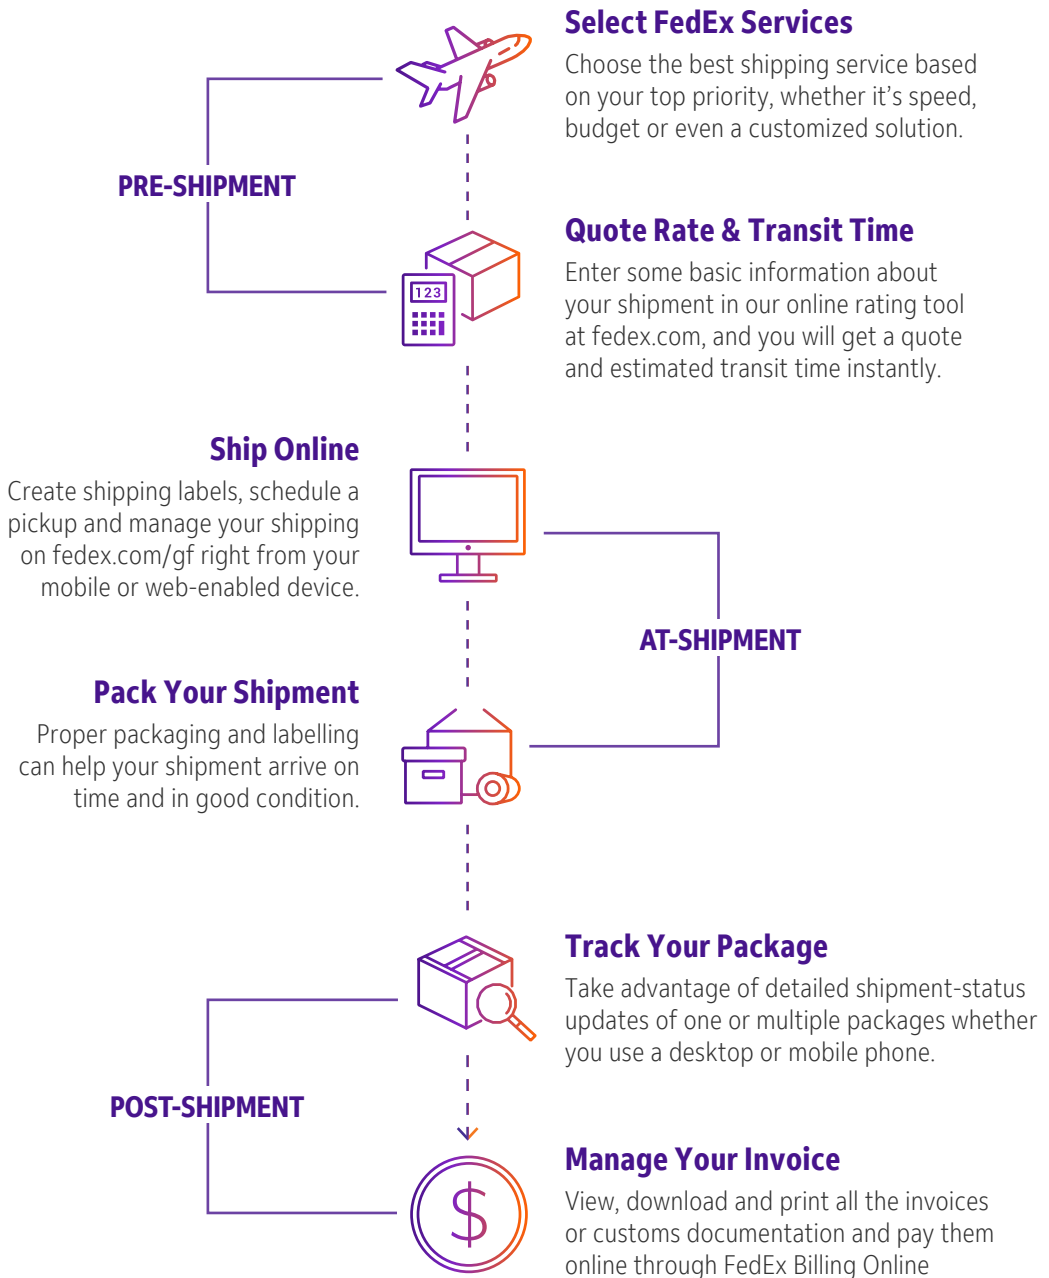 Select FedEx Services
Choose the best shipping service based
on your top priority, whether it’s speed,
budget or even a customized solution.
PRE-SHIPMENT
Quote Rate & Transit Time
Enter some basic information about
your shipment in our online rating tool
at fedex.com, and you will get a quote
and estimated transit time instantly.
123
Ship Online
Create shipping labels, schedule a
pickup and manage your shipping
on fedex.com/gf right from your
mobile or web-enabled device.
AT-SHIPMENT
Pack Your Shipment
Proper packaging and labelling
can help your shipment arrive on
time and in good condition.
Track Your Package
Take advantage of detailed shipment-status
updates of one or multiple packages whether
you use a desktop or mobile phone.
POST-SHIPMENT
Manage Your Invoice
View, download and print all the invoices
or customs documentation and pay them
online through FedEx Billing Online
$